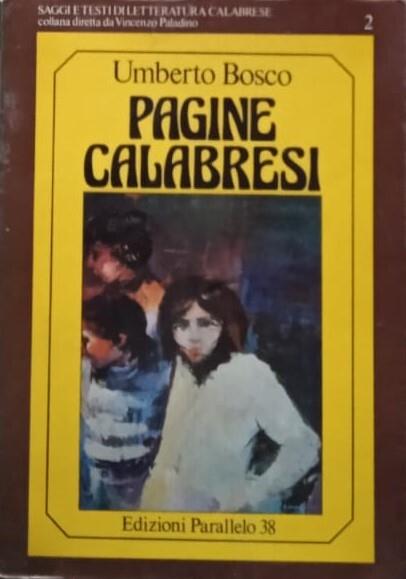 SAGGI E TESTI DI LETTERATURA CALABRESE
collana diretta da Vincenzo Paladino
2
Umberto Bosco
PAGINE
CALABRESI
Edizioni Parallelo 38